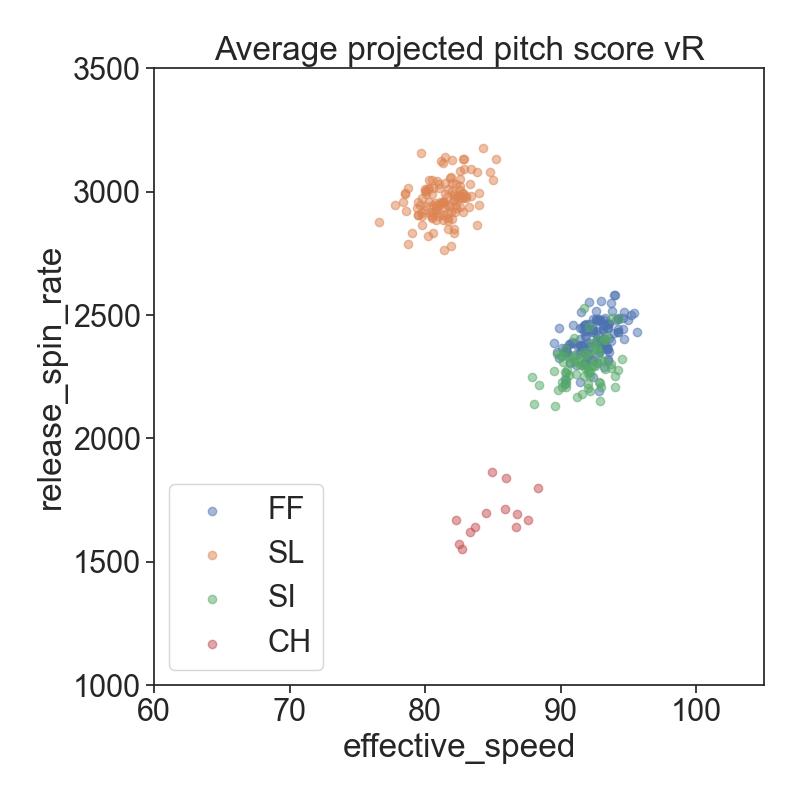 Average projected pitch score vR
release_spin_rate
3500
3000
2500
2000
1500
1000
FF
SL
SI
CH
60
70
80
90
100
effective_speed